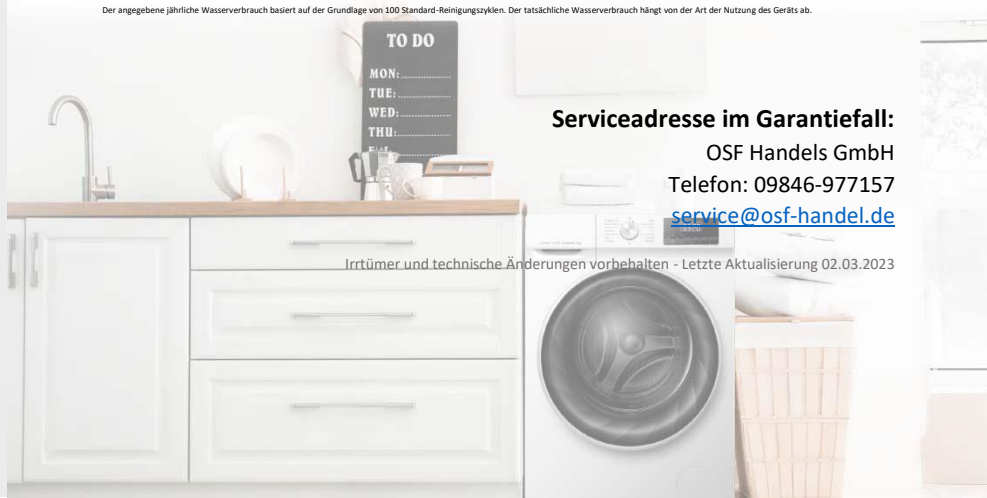 Der angegebene jährliche Wasserverbrauch basiert auf der Grundlage von 100 Standard-Reinigungszyklen. Der tatsächliche Wasserverbrauch hängt von der Art der Nutzung des Geräts ab.
TO DO
MON:
TUE:
WED:
THU:
Serviceadresse im Garantiefall:
OSF Handels GmbH
Telefon: 09846-977157
service@osf-handel.de
Irrtümer und technische Änderungen vorbehalten - Letzte Aktualisierung 02.03.2023